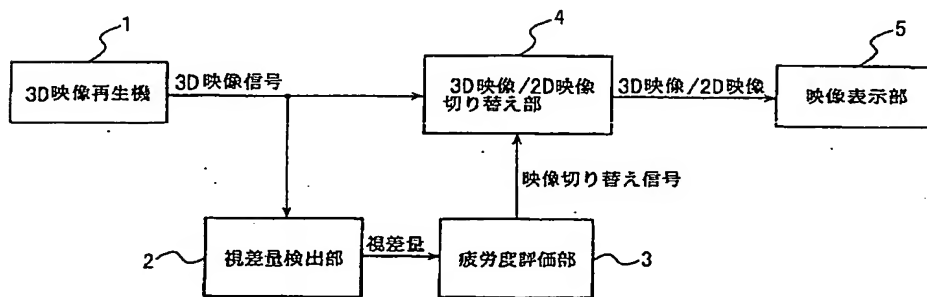 1
4
5
3D映像再生機
3D映像信号
3D映像/2D映像
切り替え部
3D映像/2D映像
映像表示部
映像切り替え信号
2
視差量検出部
視差量
疲労度評価部
3